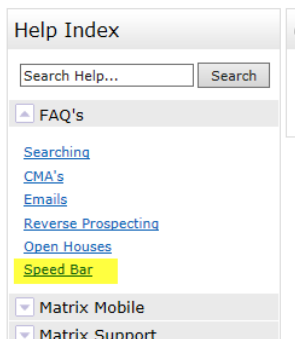 Help Index
Search Help... Search
FAQ's
Searching
CMA's
Emails
Reverse Prospecting
Open Houses
Speed Bar
Matrix Mobile
Matrix Support